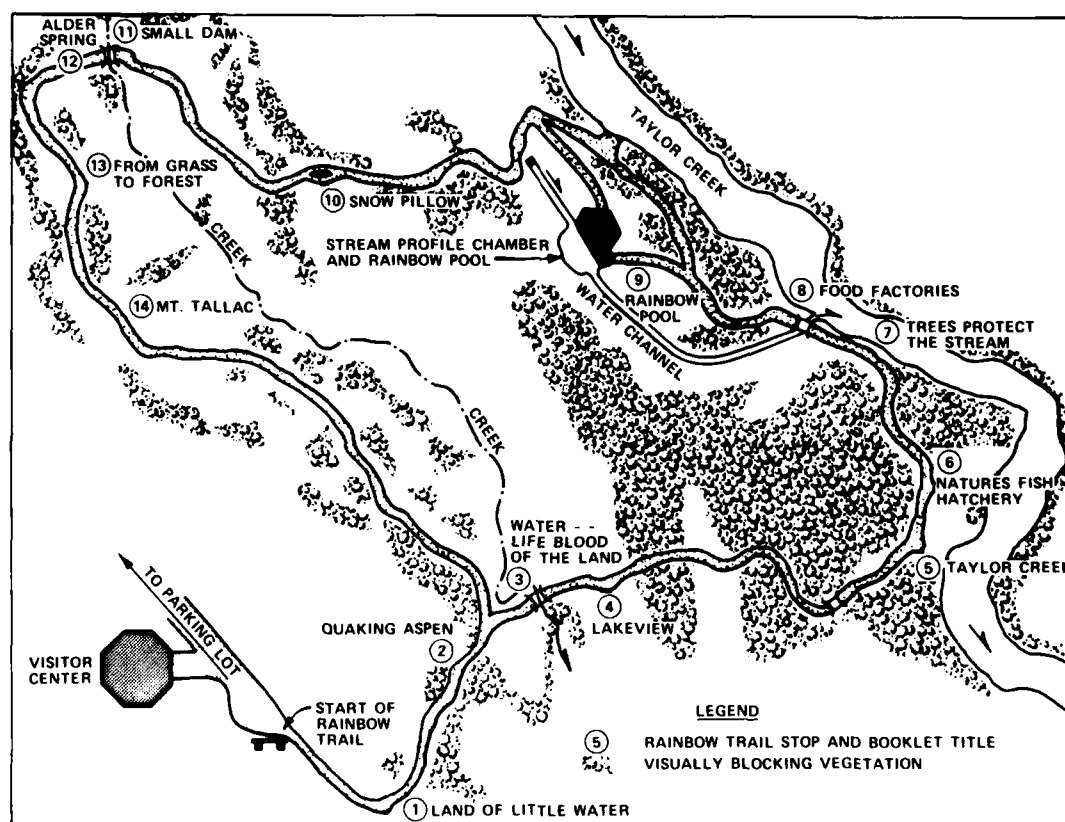 ALDER
SPRING
⑪ SMALL DAM
⑫
TAYLOR CREEK
⑬ FROM GRASS
TO FOREST
⑩ SNOW PILLOW
CREEK
STREAM PROFILE CHAMBER
AND RAINBOW POOL
⑨
RAINBOW
POOL
⑧ FOOD FACTORIES
⑭ MT. TALLAC
WATER CHANNEL
⑦ TREES PROTECT
THE STREAM
CREEK
⑥
NATURES FISH
HATCHERY
WATER --
LIFE BLOOD
OF THE LAND
③
⑤ TAYLOR CREEK
④
LAKEVIEW
TO PARKING LOT
QUAKING ASPEN
②
VISITOR
CENTER
START OF
RAINBOW
TRAIL
① LAND OF LITTLE WATER
LEGEND
⑤ RAINBOW TRAIL STOP AND BOOKLET TITLE
VISUALLY BLOCKING VEGETATION